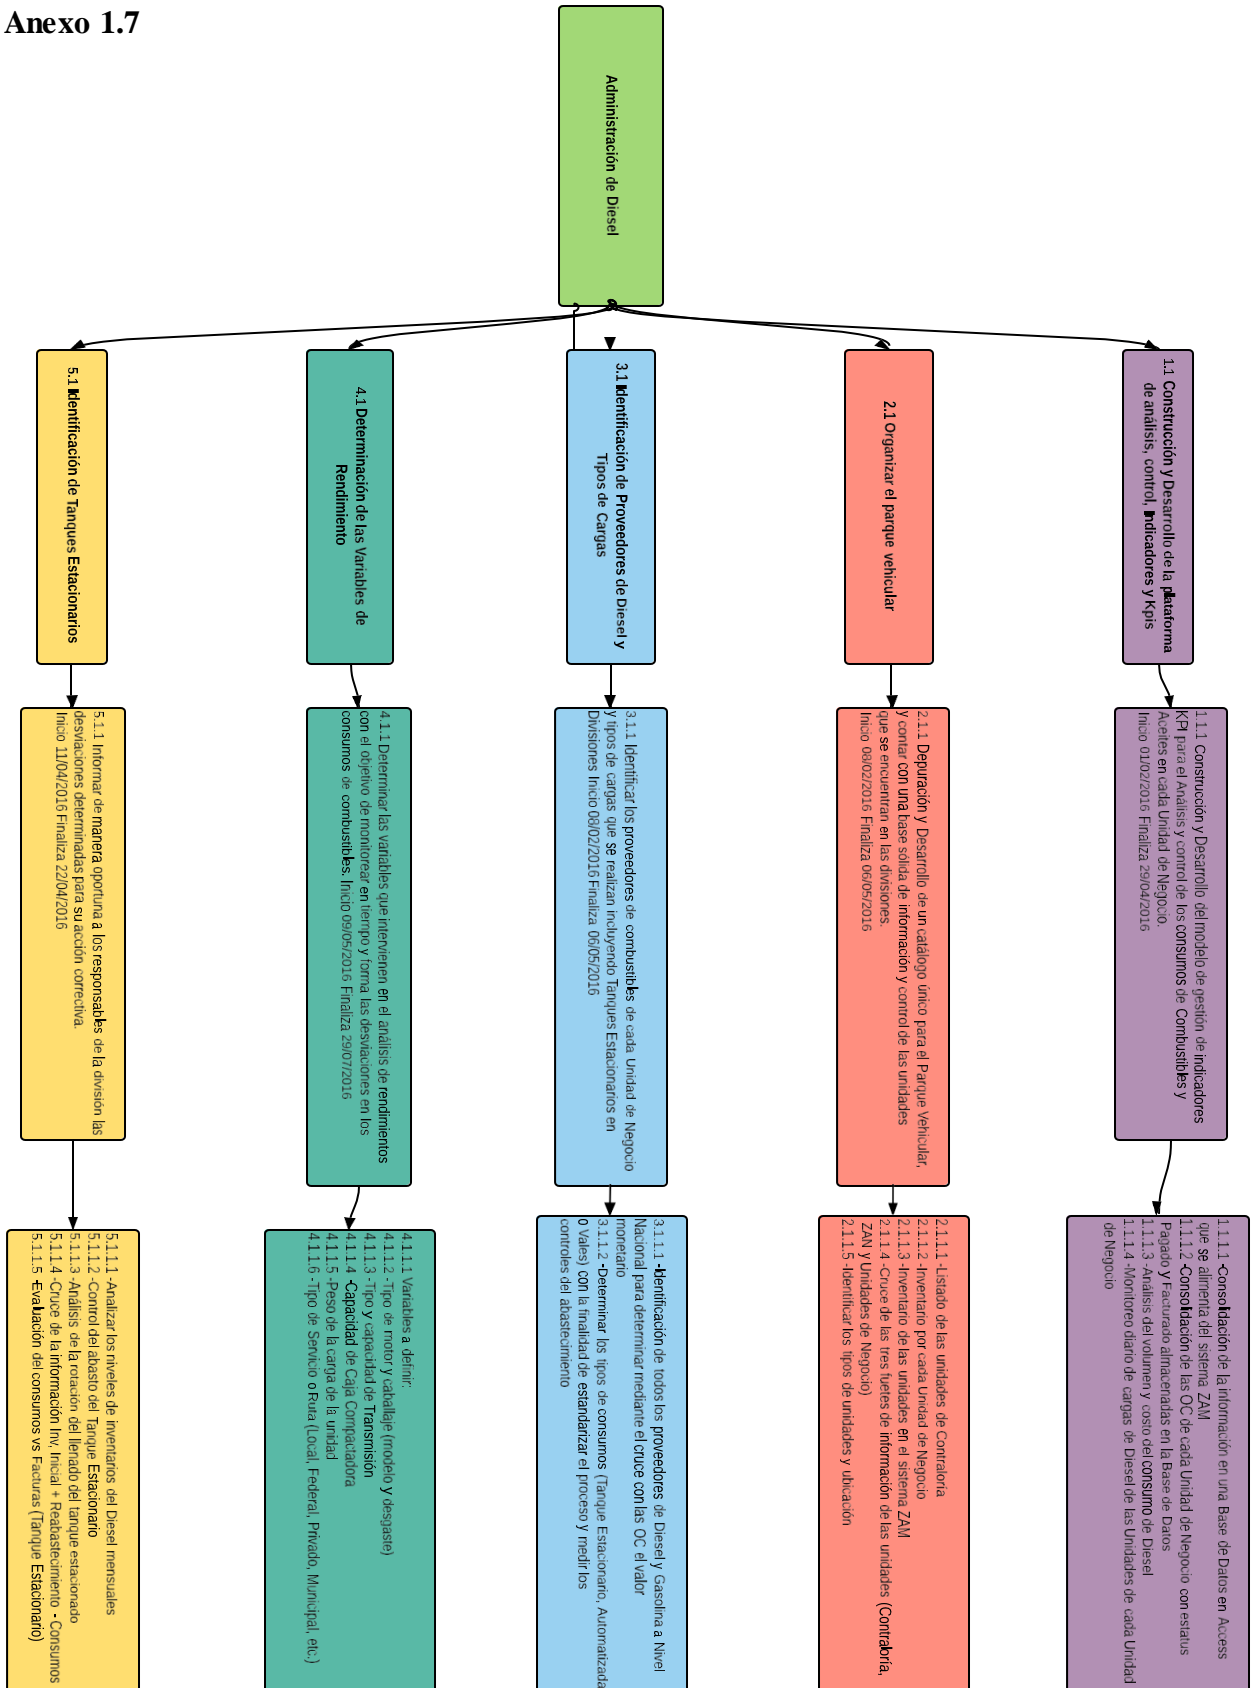 Anexo 1.7
Administración de Diesel
1.1 Construcción y Desarrollo de la plataforma
de análisis, control, Indicadores y Kpis
2.1 Organizar el parque vehicular
3.1 Identificación de Proveedores de Diesel y
Tipos de Cargas
4.1 Determinación de las Variables de
Rendimiento
5.1 Identificación de Tanques Estacionarios
1.1.1 Construcción y Desarrollo del modelo de gestión de indicadores
KPI para el Análisis y control de los consumos de Combustibles y
Aceites en cada Unidad de Negocio.
Inicio 01/02/2016 Finaliza 29/04/2016
2.1.1 Depuración y Desarrollo de un catálogo único para el Parque Vehicular,
y contar con una base sólida de información y control de las unidades
que se encuentran en las divisiones.
Inicio 08/02/2016 Finaliza 06/05/2016
3.1.1 Identificar los proveedores de combustibles de cada Unidad de Negocio
y tipos de cargas que se realizan incluyendo Tanques Estacionarios en
Divisiones Inicio 08/02/2016 Finaliza 06/05/2016
4.1.1 Determinar las variables que intervienen en el análisis de rendimientos
con el objetivo de monitorear en tiempo y forma las desviaciones en los
consumos de combustibles. Inicio 09/05/2016 Finaliza 29/07/2016
5.1.1 Informar de manera oportuna a los responsables de la división las
desviaciones determinadas para su acción correctiva.
Inicio 11/04/2016 Finaliza 22/04/2016
1.1.1.1 -Consolidación de la información en una Base de Datos en Access
que se alimenta del sistema ZAM
1.1.1.2 -Consolidación de las OC de cada Unidad de Negocio con estatus
Pagado y Facturado almacenadas en la Base de Datos
1.1.1.3 -Análisis del volumen y costo del consumo de Diesel
1.1.1.4 -Monitoreo diario de cargas de Diesel de las Unidades de cada Unidad
de Negocio
2.1.1.1 -Listado de las unidades de Contraloría
2.1.1.2 -Inventario por cada Unidad de Negocio
2.1.1.3 -Inventario de las unidades en el sistema ZAM
2.1.1.4 -Cruce de las tres fuetes de información de las unidades (Contraloría,
ZAN y Unidades de Negocio)
2.1.1.5 -Identificar los tipos de unidades y ubicación
3.1.1.1 -Identificación de todos los proveedores de Diesel y Gasolina a Nivel
Nacional para determinar mediante el cruce con las OC el valor
monetario
3.1.1.2 -Determinar los tipos de consumos (Tanque Estacionario, Automatizada
o Vales) con la finalidad de estandarizar el proceso y medir los
controles del abastecimiento
4.1.1.1 Variables a definir:
4.1.1.2 -Tipo de motor y caballaje (modelo y desgaste)
4.1.1.3 -Tipo y capacidad de Transmisión
4.1.1.4 -Capacidad de Caja Compactadora
4.1.1.5 -Peso de la carga de la unidad
4.1.1.6 -Tipo de Servicio o Ruta (Local, Federal, Privado, Municipal, etc.)
5.1.1.1 -Analizar los niveles de inventarios del Diesel mensuales
5.1.1.2 -Control del abasto del Tanque Estacionario
5.1.1.3 -Análisis de la rotación del llenado del tanque estacionado
5.1.1.4 -Cruce de la información Inv, Inicial + Reabastecimiento - Consumos
5.1.1.5 -Evaluación del consumos vs Facturas (Tanque Estacionario)